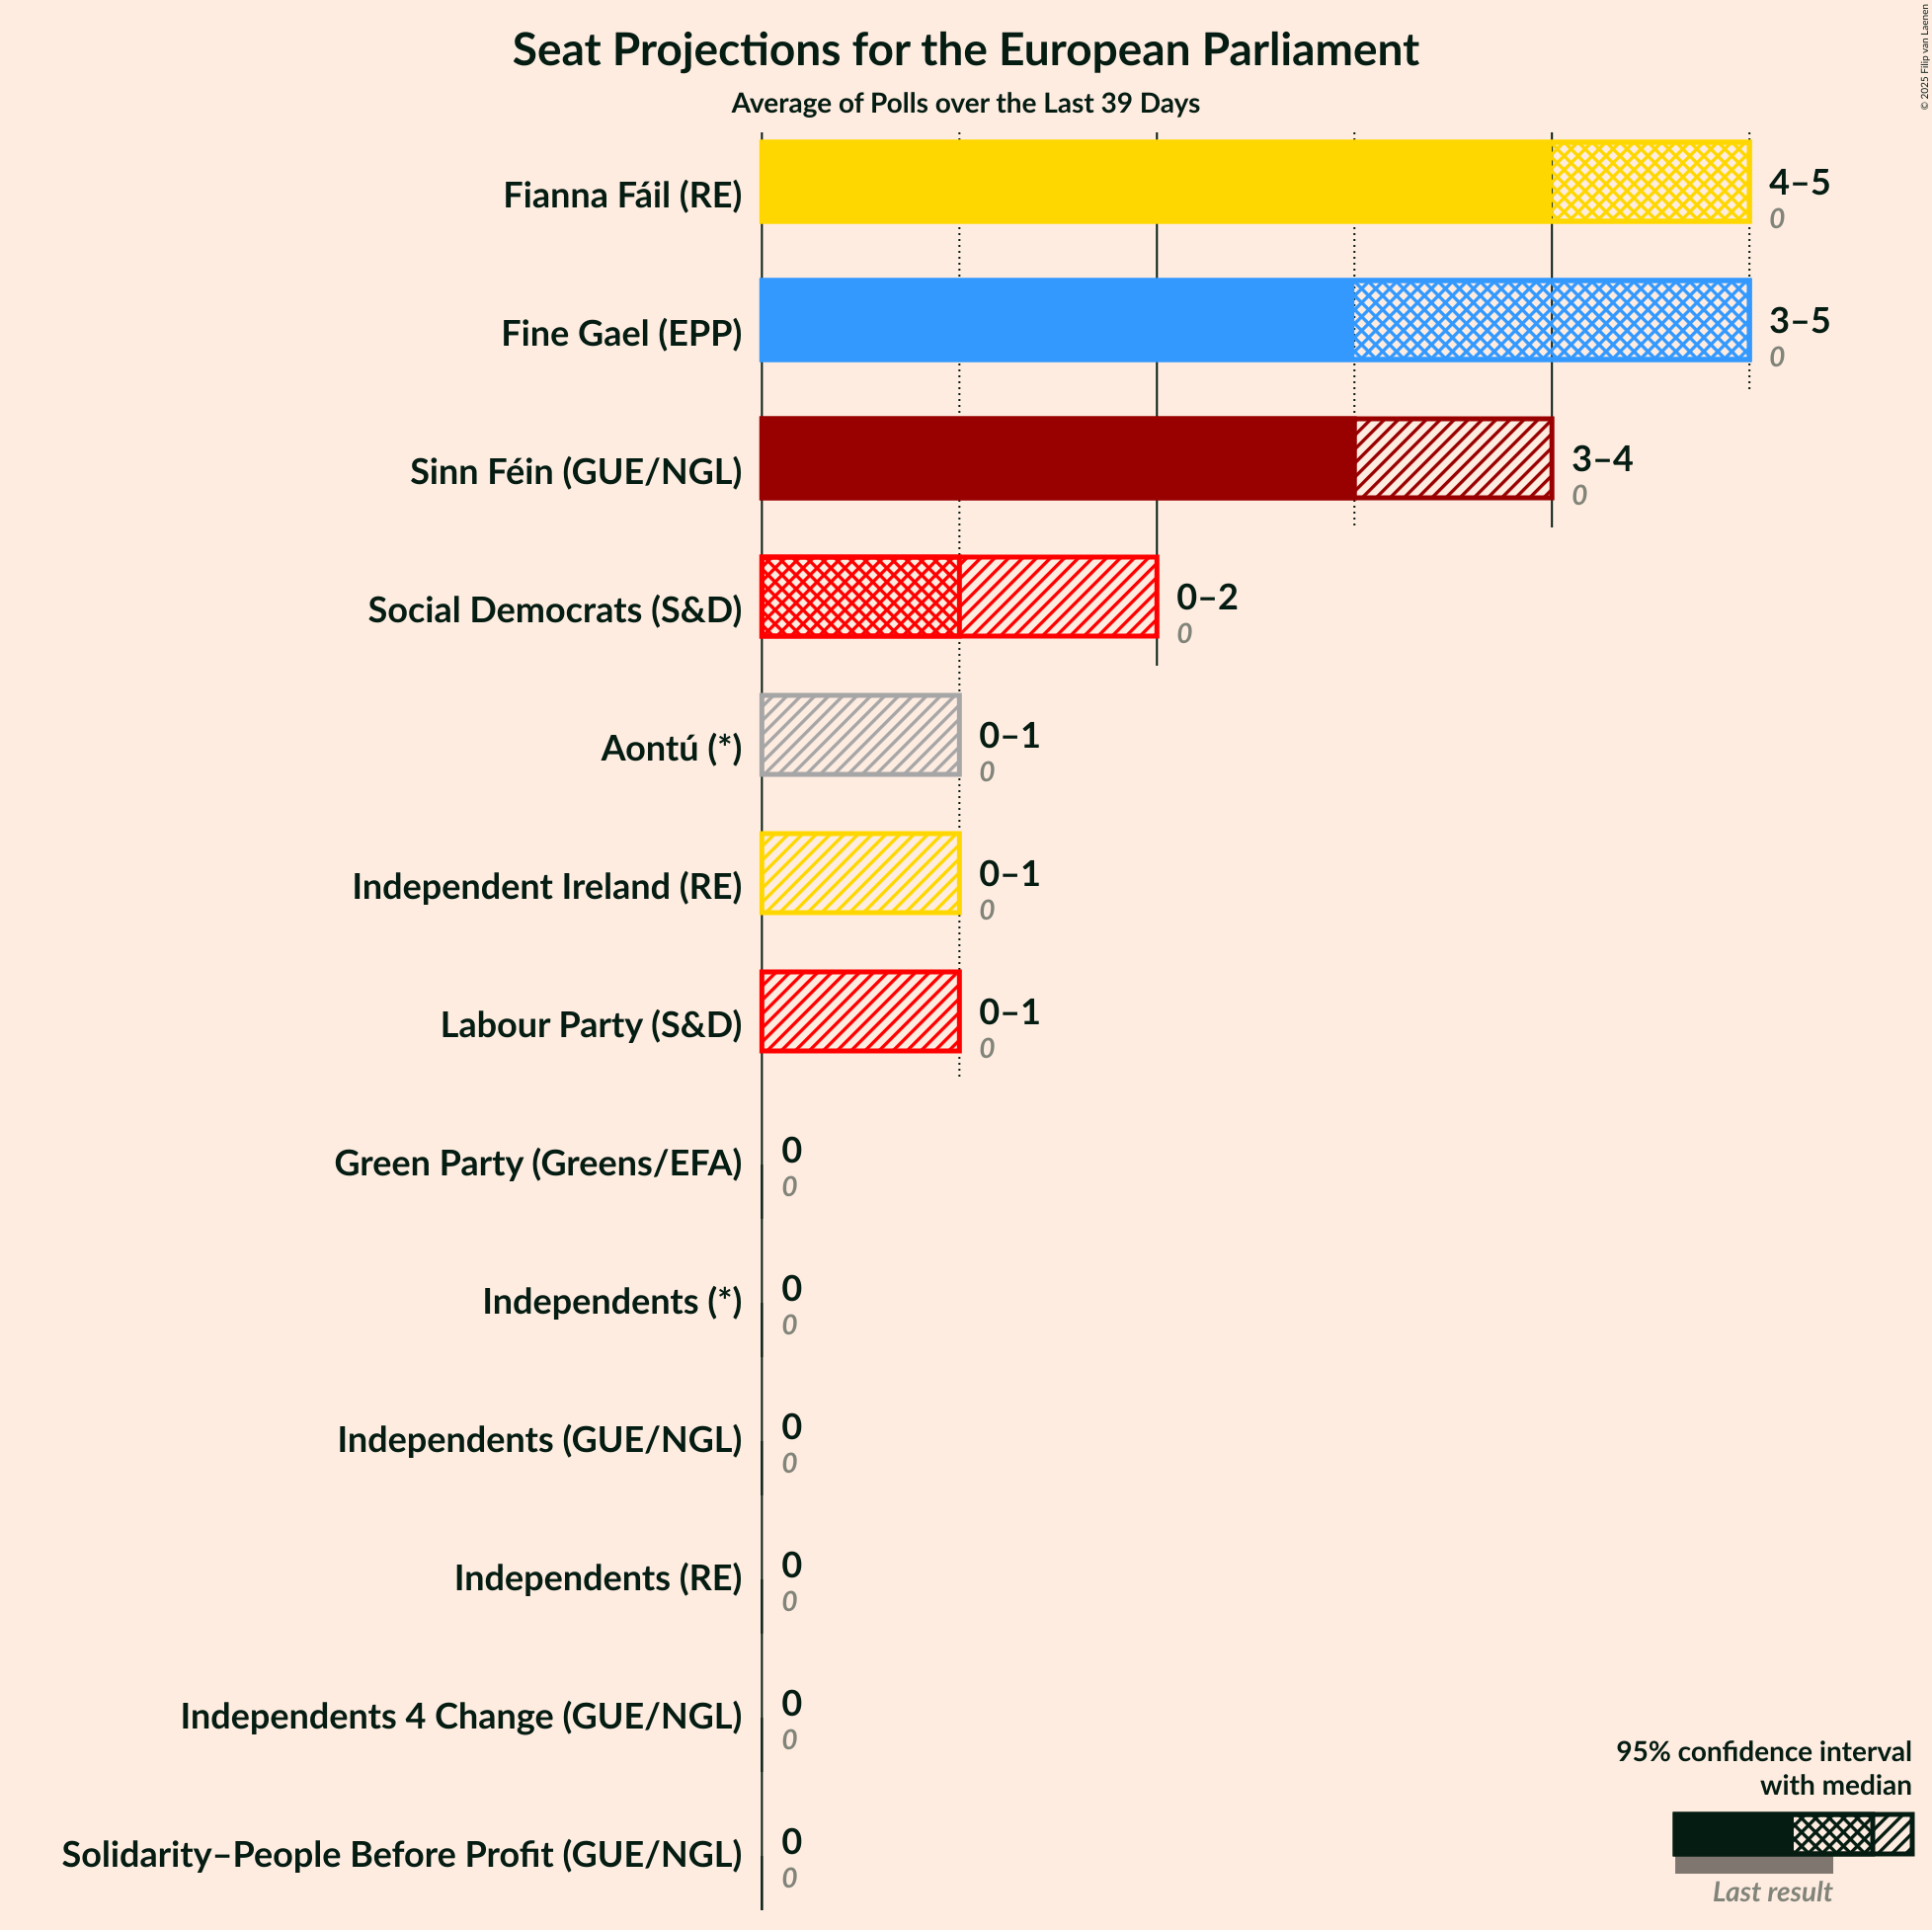 Seat Projections for the European Parliament
Average of Polls over the Last 39 Days
© 2025 Filip van Laenen
Fianna Fáil (RE)
4–5
0
Fine Gael (EPP)
3–5
0
Sinn Féin (GUE/NGL)
3–4
0
Social Democrats (S&D)
0–2
0
Aontú (*)
0–1
0
Independent Ireland (RE)
0–1
0
Labour Party (S&D)
0–1
0
Green Party (Greens/EFA)
0
0
Independents (*)
0
0
Independents (GUE/NGL)
0
0
Independents (RE)
0
0
Independents 4 Change (GUE/NGL)
0
0
Solidarity–People Before Profit (GUE/NGL)
0
0
95% confidence interval
with median
Last result